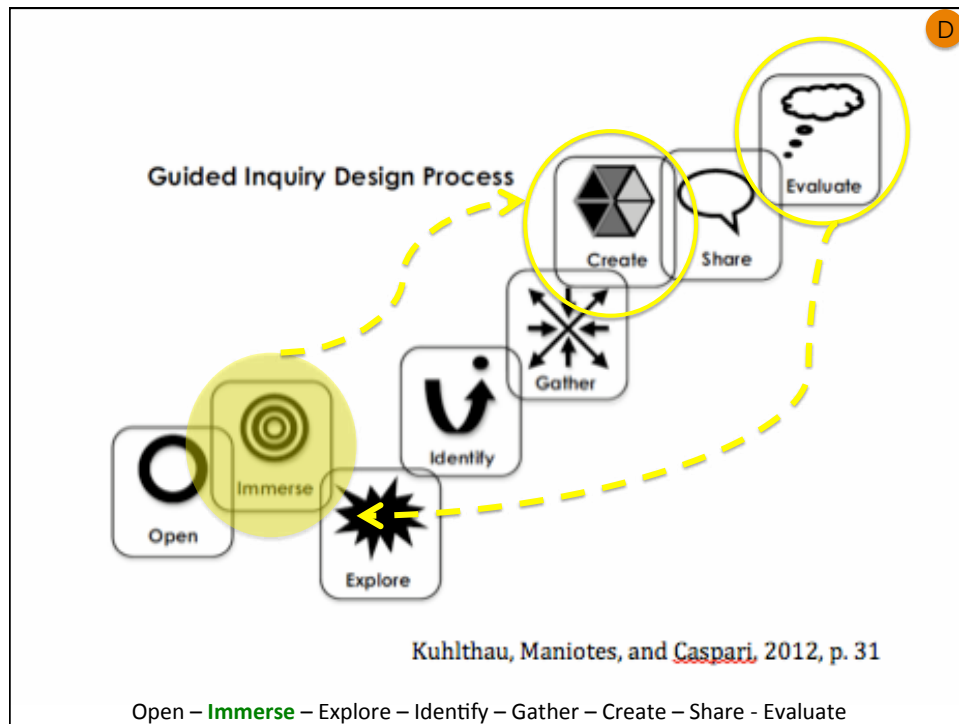 D
Guided Inquiry Design Process
Evaluate
Create
Share
Gather
Identify
Immerse
Open
Explore
Kuhlthau, Maniotes, and Caspari, 2012, p. 31
Open – Immerse – Explore – Identify – Gather – Create – Share - Evaluate